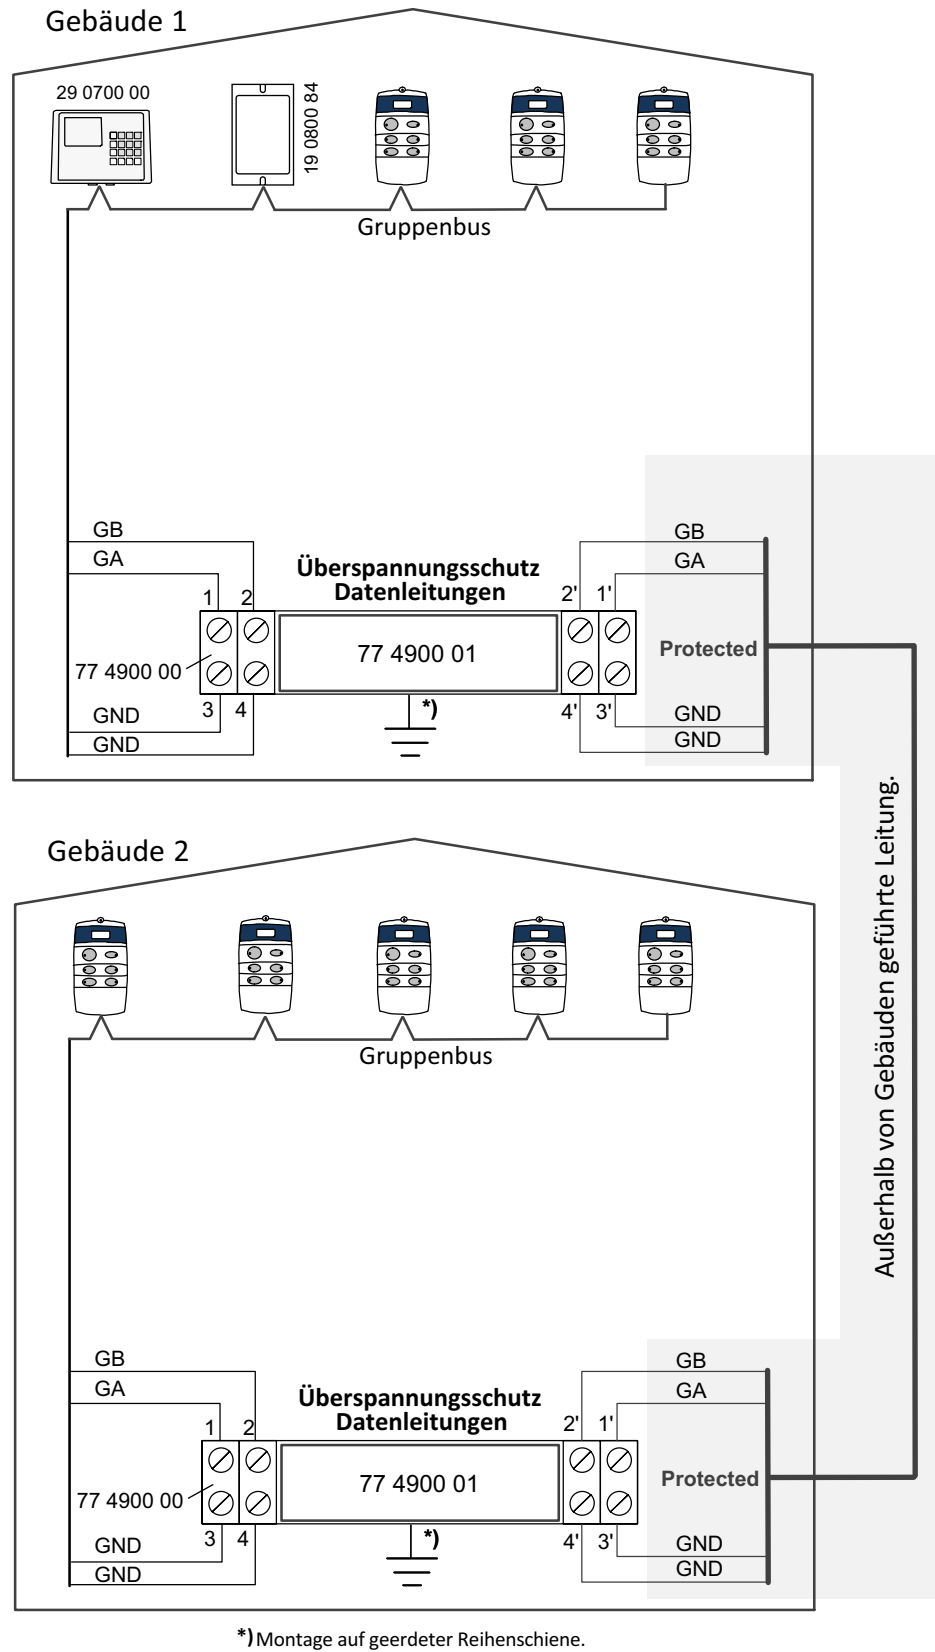 Gebäude 1
29 0700 00
19 0800 84
Gruppenbus
GB
GA
Überspannungsschutz
Datenleitungen
GB
GA
1 2
2' 1'
77 4900 01
Protected
77 4900 00
3 4
*)
4' 3'
GND
GND
GND
GND
Außerhalb von Gebäuden geführte Leitung.
Gebäude 2
Gruppenbus
GB
GA
Überspannungsschutz
Datenleitungen
GB
GA
1 2
2' 1'
77 4900 01
Protected
77 4900 00
3 4
*)
4' 3'
GND
GND
GND
GND
*) Montage auf geerdeter Reihenschiene.